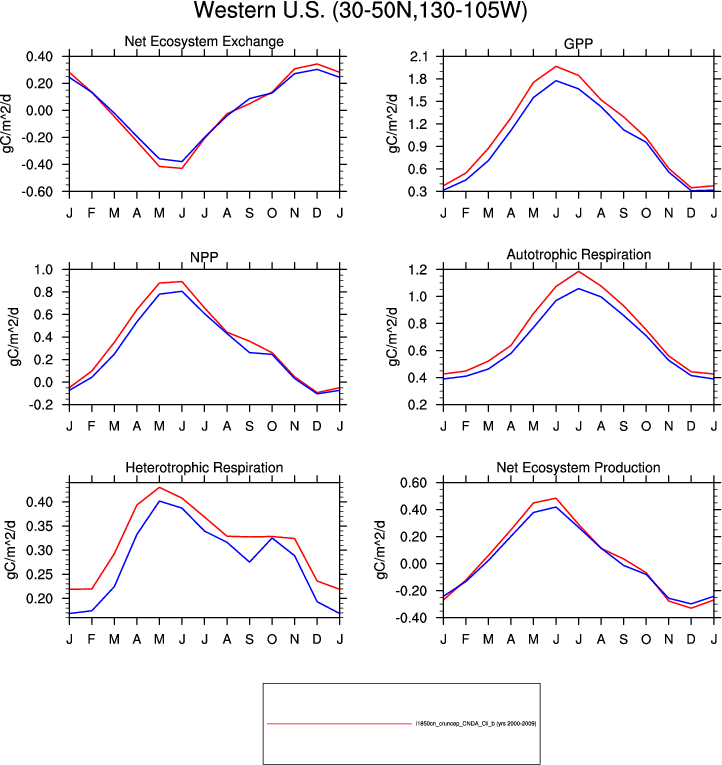 Western U.S. (30-50N,130-105W)
Net Ecosystem Exchange
gC/m^2/d
0.40
0.20
0.00
-0.20
-0.40
-0.60
J F M A M J J A S O N D J
GPP
gC/m^2/d
2.1
1.8
1.5
1.2
0.9
0.6
0.3
J F M A M J J A S O N D J
NPP
gC/m^2/d
1.0
0.8
0.6
0.4
0.2
0.0
-0.2
J F M A M J J A S O N D J
Autotrophic Respiration
gC/m^2/d
1.2
1.0
0.8
0.6
0.4
0.2
J F M A M J J A S O N D J
Heterotrophic Respiration
gC/m^2/d
0.40
0.35
0.30
0.25
0.20
J F M A M J J A S O N D J
Net Ecosystem Production
gC/m^2/d
0.60
0.40
0.20
0.00
-0.20
-0.40
J F M A M J J A S O N D J
(yrs 2000-2009)